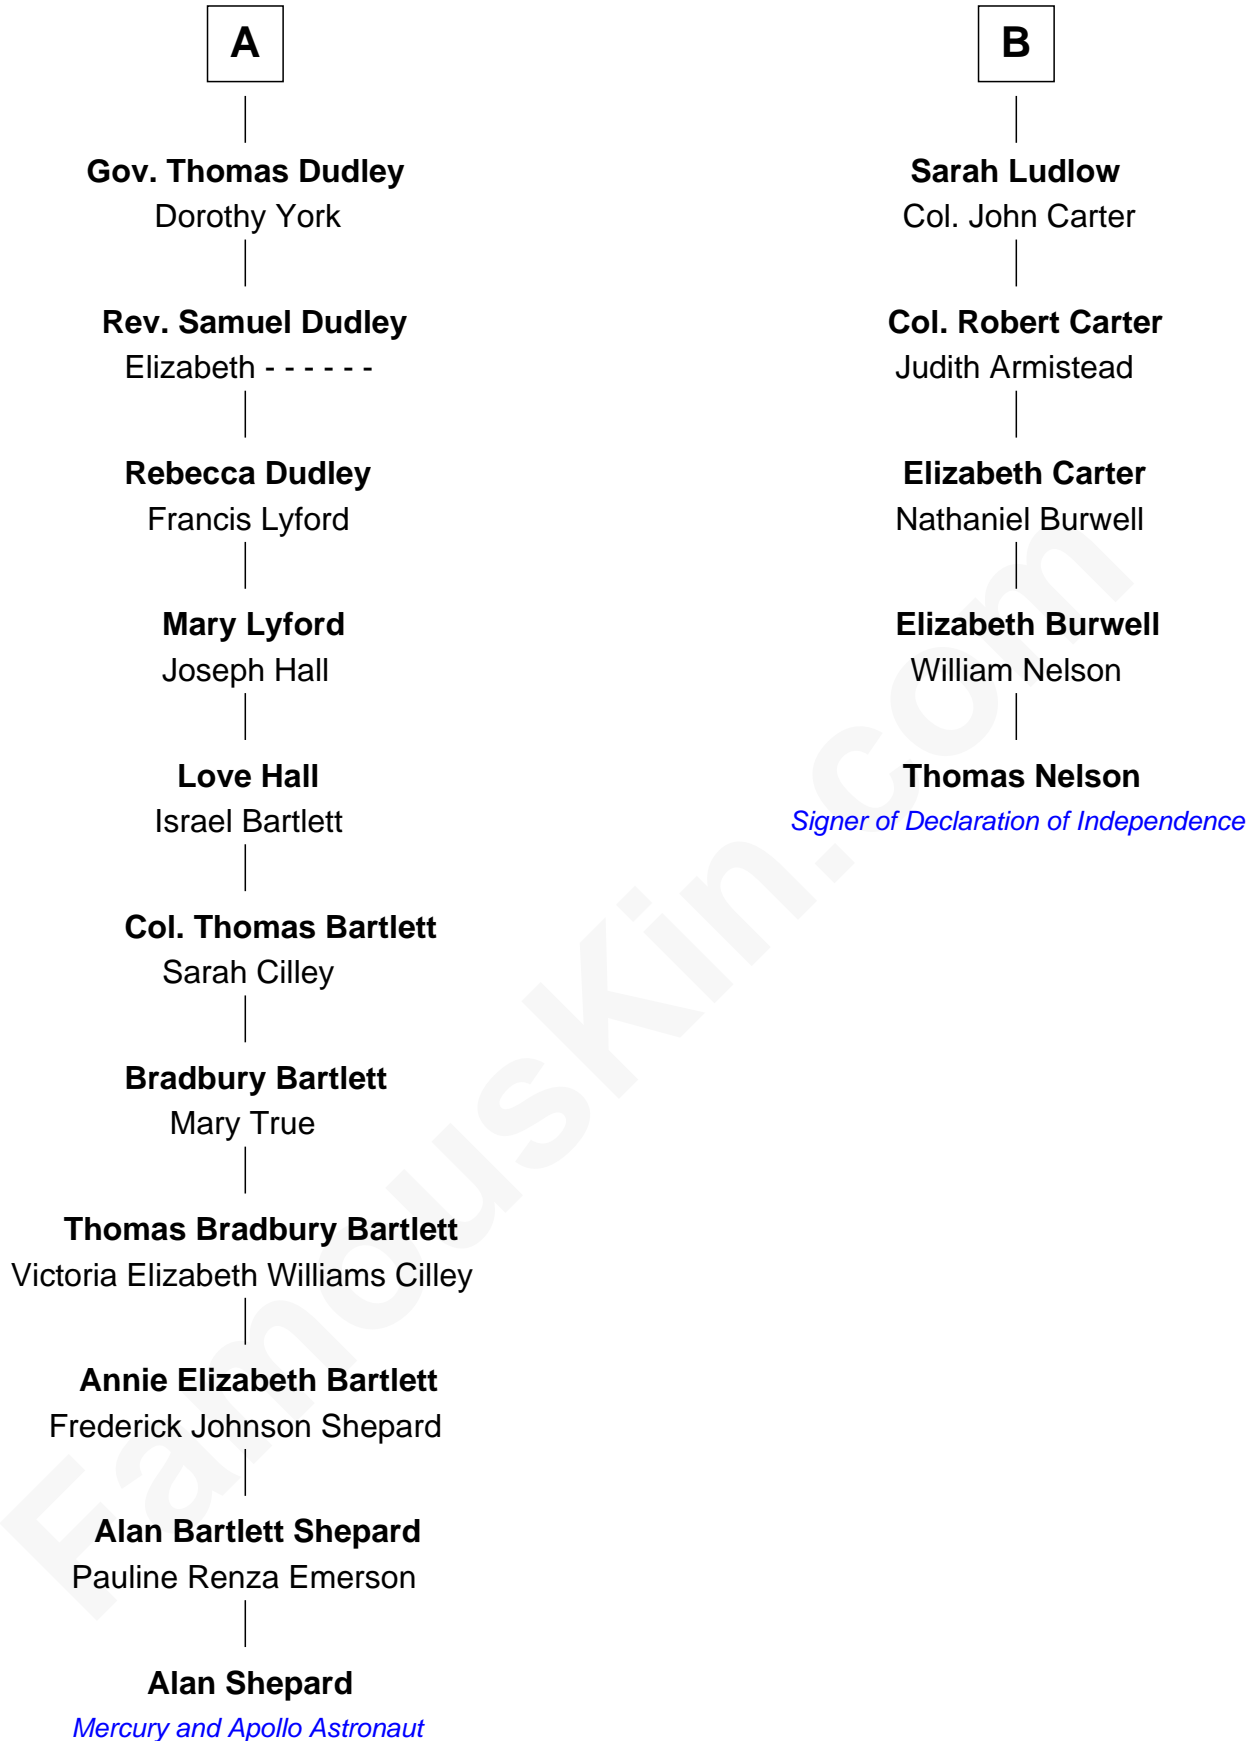 A
Gov. Thomas Dudley
Dorothy York
Rev. Samuel Dudley
Elizabeth - - - - - -
Rebecca Dudley
Francis Lyford
Mary Lyford
Joseph Hall
Love Hall
Israel Bartlett
Col. Thomas Bartlett
Sarah Cilley
Bradbury Bartlett
Mary True
Thomas Bradbury Bartlett
Victoria Elizabeth Williams Cilley
Annie Elizabeth Bartlett
Frederick Johnson Shepard
Alan Bartlett Shepard
Pauline Renza Emerson
Alan Shepard
Mercury and Apollo Astronaut
B
Sarah Ludlow
Col. John Carter
Col. Robert Carter
Judith Armistead
Elizabeth Carter
Nathaniel Burwell
Elizabeth Burwell
William Nelson
Thomas Nelson
Signer of Declaration of Independence
FamousKin.com